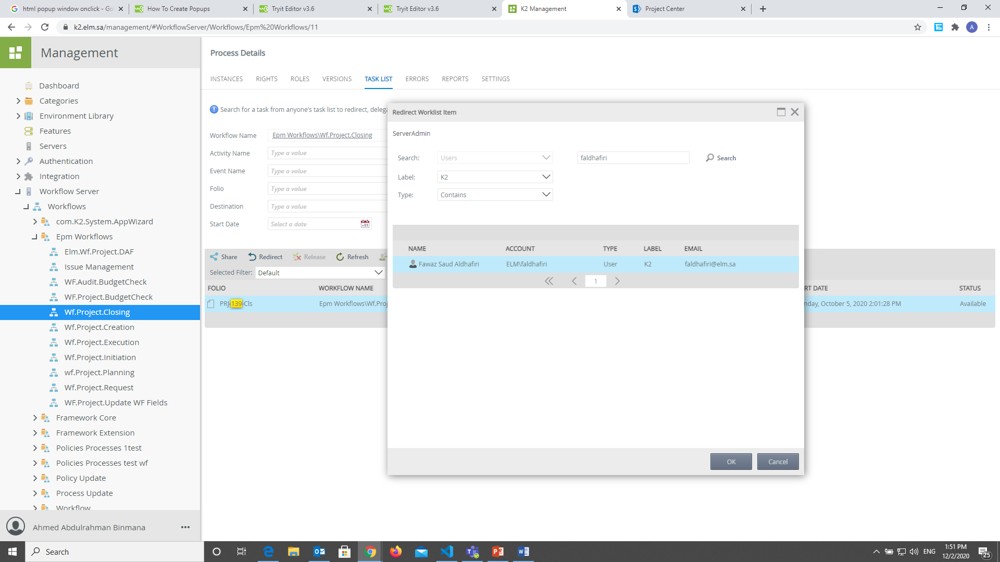 html popup window onclick - Go
How To Create Popups
Tryit Editor v3.6
Tryit Editor v3.6
K2 Management
Project Center
k2.elm.sa/management/#WorkflowServer/Workflows/Epm%20Workflows/11
A
Management
Dashboard
Categories
Environment Library
Features
Servers
Authentication
Integration
Workflow Server
Workflows
com.K2.System.AppWizard
Epm Workflows
Elm.Wf.Project.DAF
Issue Management
WF.Audit.BudgetCheck
WF.Project.BudgetCheck
Wf.Project.Closing
Wf.Project.Creation
Wf.Project.Execution
Wf.Project.Initiation
wf.Project.Planning
Wf.Project.Request
WF.Project.Update WF Fields
Framework Core
Framework Extension
Policies Processes 1test
Policies Processes test wf
Policy Update
Process Update
Workflow
Ahmed Abdulrahman Binmana
Process Details
INSTANCES RIGHTS ROLES VERSIONS TASK LIST ERRORS REPORTS SETTINGS
Search for a task from anyone's task list to redirect, delega
Workflow Name Epm Workflows\Wf.Project.Closing
Activity Name Type a value
Event Name Type a value
Folio Type a value
Destination Type a value
Start Date Select a date
Share Redirect Release Refresh
Selected Filter: Default
FOLIO WORKFLOW NAME RT DATE STATUS
PRJ-139-Cls Epm Workflows\Wf.Proj nday, October 5, 2020 2:01:28 PM Available
Redirect Worklist Item
ServerAdmin
Search: Users faldhafiri Search
Label: K2
Type: Contains
NAME ACCOUNT TYPE LABEL EMAIL
Fawaz Saud Aldhafiri ELM\faldhafiri User K2 faldhafiri@elm.sa
1
OK Cancel
Search
ENG
1:51 PM
12/2/2020
25